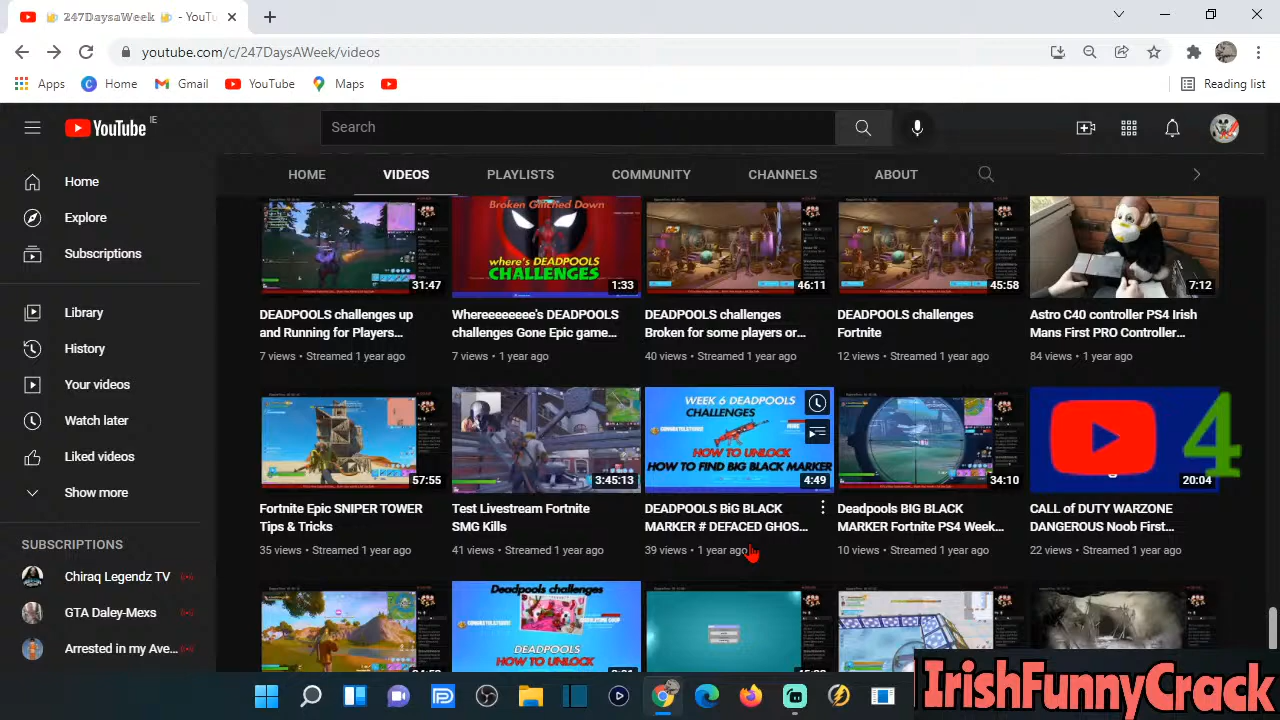 247DaysaWeek - YouTu
youtube.com/c/247DaysAWeek/videos
Apps Home Gmail YouTube Maps Reading list
YouTube IE
Search
HOME VIDEOS PLAYLISTS COMMUNITY CHANNELS ABOUT
Home
Explore
Subscriptions
Library
History
Your videos
Watch later
Liked videos
Show more
SUBSCRIPTIONS
Chiraq Legendz TV
GTA Daley-Mexs
Arrested...
31:47
DEADPOOLS challenges up
and Running for Players...
7 views • Streamed 1 year ago
Broken Glitched Down
where's DEADPOOLS
CHALLENGES
1:33
Whereeeeeee's DEADPOOLS
challenges Gone Epic game...
7 views • 1 year ago
46:11
DEADPOOLS challenges
Broken for some players or...
40 views • Streamed 1 year ago
45:58
DEADPOOLS challenges
Fortnite
12 views • Streamed 1 year ago
7:12
Astro C40 controller PS4 Irish
Mans First PRO Controller...
84 views • 1 year ago
57:55
Fortnite Epic SNIPER TOWER
Tips & Tricks
35 views • Streamed 1 year ago
3:45:13
Test Livestream Fortnite
SMG Kills
41 views • Streamed 1 year ago
WEEK 6 DEADPOOLS
CHALLENGES
HOW TO UNLOCK
HOW TO FIND BIG BLACK MARKER
4:49
DEADPOOLS BiG BLACK
MARKER # DEFACED GHOS...
39 views • 1 year ago
34:10
Deadpools BIG BLACK
MARKER Fortnite PS4 Week...
10 views • Streamed 1 year ago
4
20:04
CALL of DUTY WARZONE
DANGEROUS Noob First...
22 views • Streamed 1 year ago
Deadpools challenges
DEADPOOLS
HOW TO UNLOCK
IrishFunnyCrack